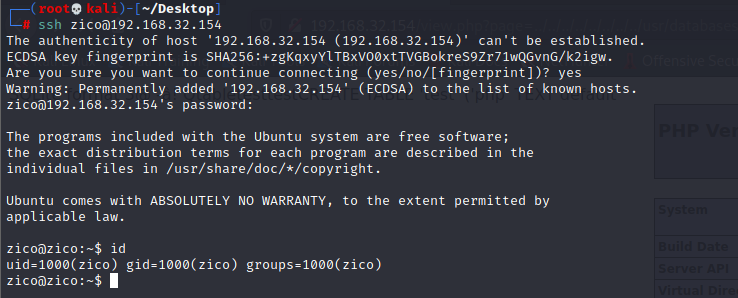 ┌──(root💀kali)-[~/Desktop]
└─# ssh zico@192.168.32.154
The authenticity of host '192.168.32.154 (192.168.32.154)' can't be established.
ECDSA key fingerprint is SHA256:+zgKqxyYlTBxVO0xtTVGBokreS9Zr71wQGvnG/k2igw.
Are you sure you want to continue connecting (yes/no/[fingerprint])? yes
Warning: Permanently added '192.168.32.154' (ECDSA) to the list of known hosts.
zico@192.168.32.154's password:
The programs included with the Ubuntu system are free software;
the exact distribution terms for each program are described in the
individual files in /usr/share/doc/*/copyright.
Ubuntu comes with ABSOLUTELY NO WARRANTY, to the extent permitted by
applicable law.
zico@zico:~$ id
uid=1000(zico) gid=1000(zico) groups=1000(zico)
zico@zico:~$
Offensive Secu
PHP Ver
System
Build Date
Server API
Virtual Direc